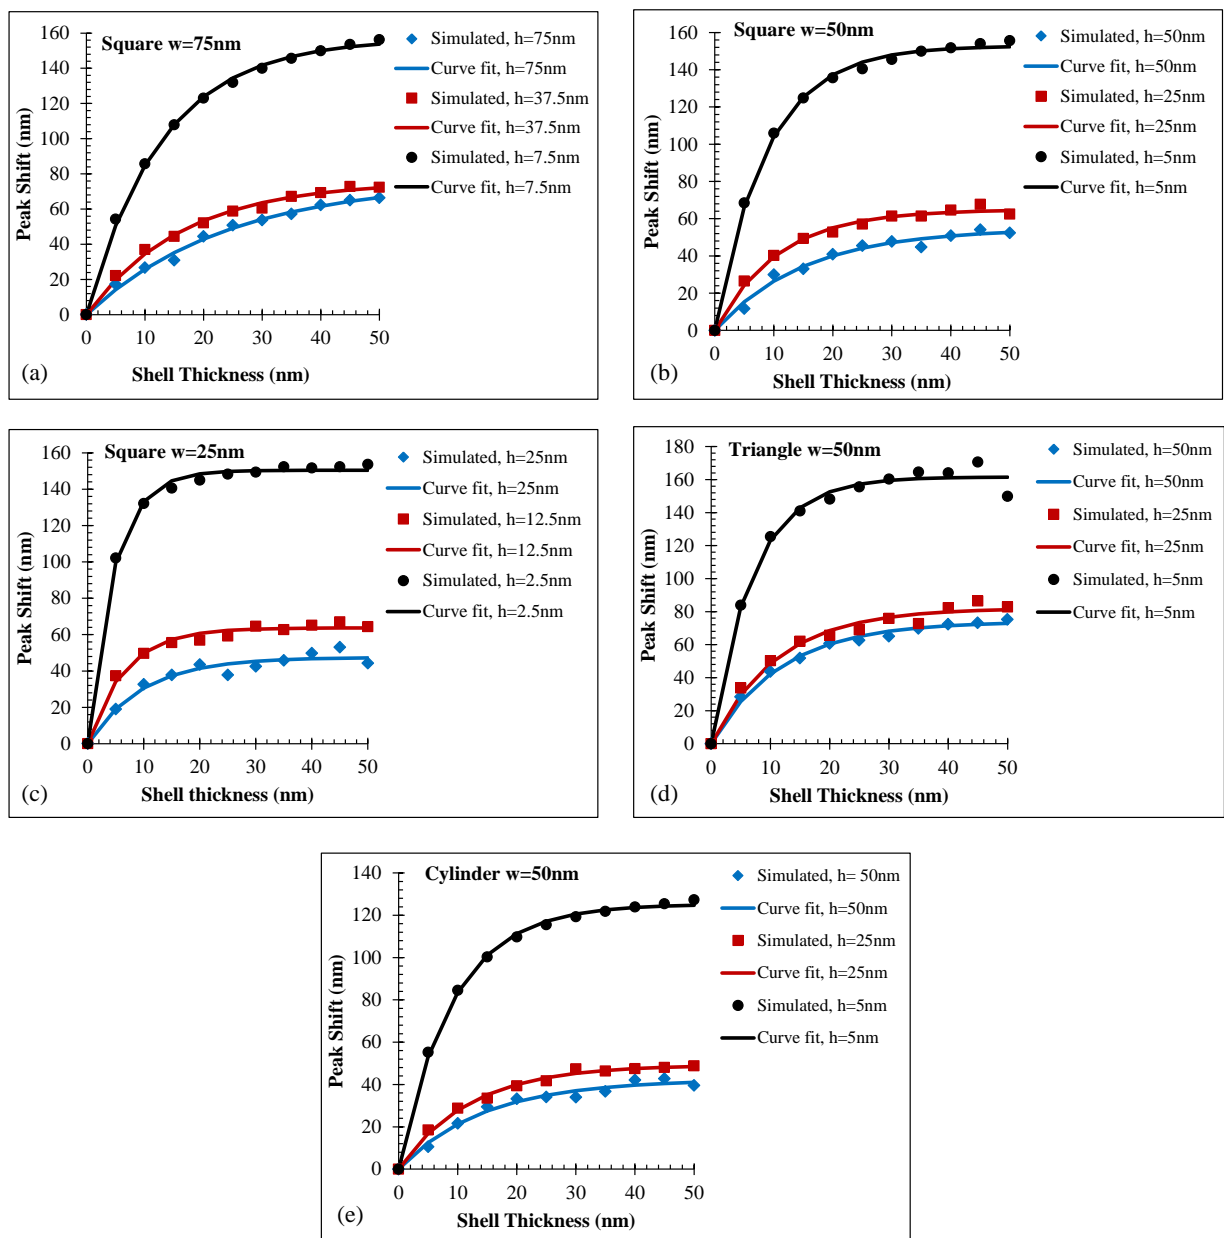 Square w=75nm
160
140
120
100
80
60
40
20
0
0 10 20 30 40 50
Peak Shift (nm)
Shell Thickness (nm)
(a)
Simulated, h=75nm
Curve fit, h=75nm
Simulated, h=37.5nm
Curve fit, h=37.5nm
Simulated, h=7.5nm
Curve fit, h=7.5nm
Square w=50nm
160
140
120
100
80
60
40
20
0
0 10 20 30 40 50
Peak Shift (nm)
Shell Thickness (nm)
(b)
Simulated, h=50nm
Curve fit, h=50nm
Simulated, h=25nm
Curve fit, h=25nm
Simulated, h=5nm
Curve fit, h=5nm
Square w=25nm
160
140
120
100
80
60
40
20
0
0 10 20 30 40 50
Peak Shift (nm)
Shell thickness (nm)
(c)
Simulated, h=25nm
Curve fit, h=25nm
Simulated, h=12.5nm
Curve fit, h=12.5nm
Simulated, h=2.5nm
Curve fit, h=2.5nm
Triangle w=50nm
180
160
140
120
100
80
60
40
20
0
0 10 20 30 40 50
Peak Shift (nm)
Shell Thickness (nm)
(d)
Simulated, h=50nm
Curve fit, h=50nm
Simulated, h=25nm
Curve fit, h=25nm
Simulated, h=5nm
Curve fit, h=5nm
Cylinder w=50nm
140
120
100
80
60
40
20
0
0 10 20 30 40 50
Peak Shift (nm)
Shell Thickness (nm)
(e)
Simulated, h= 50nm
Curve fit, h=50nm
Simulated, h=25nm
Curve fit, h=25nm
Simulated, h=5nm
Curve fit, h=5nm